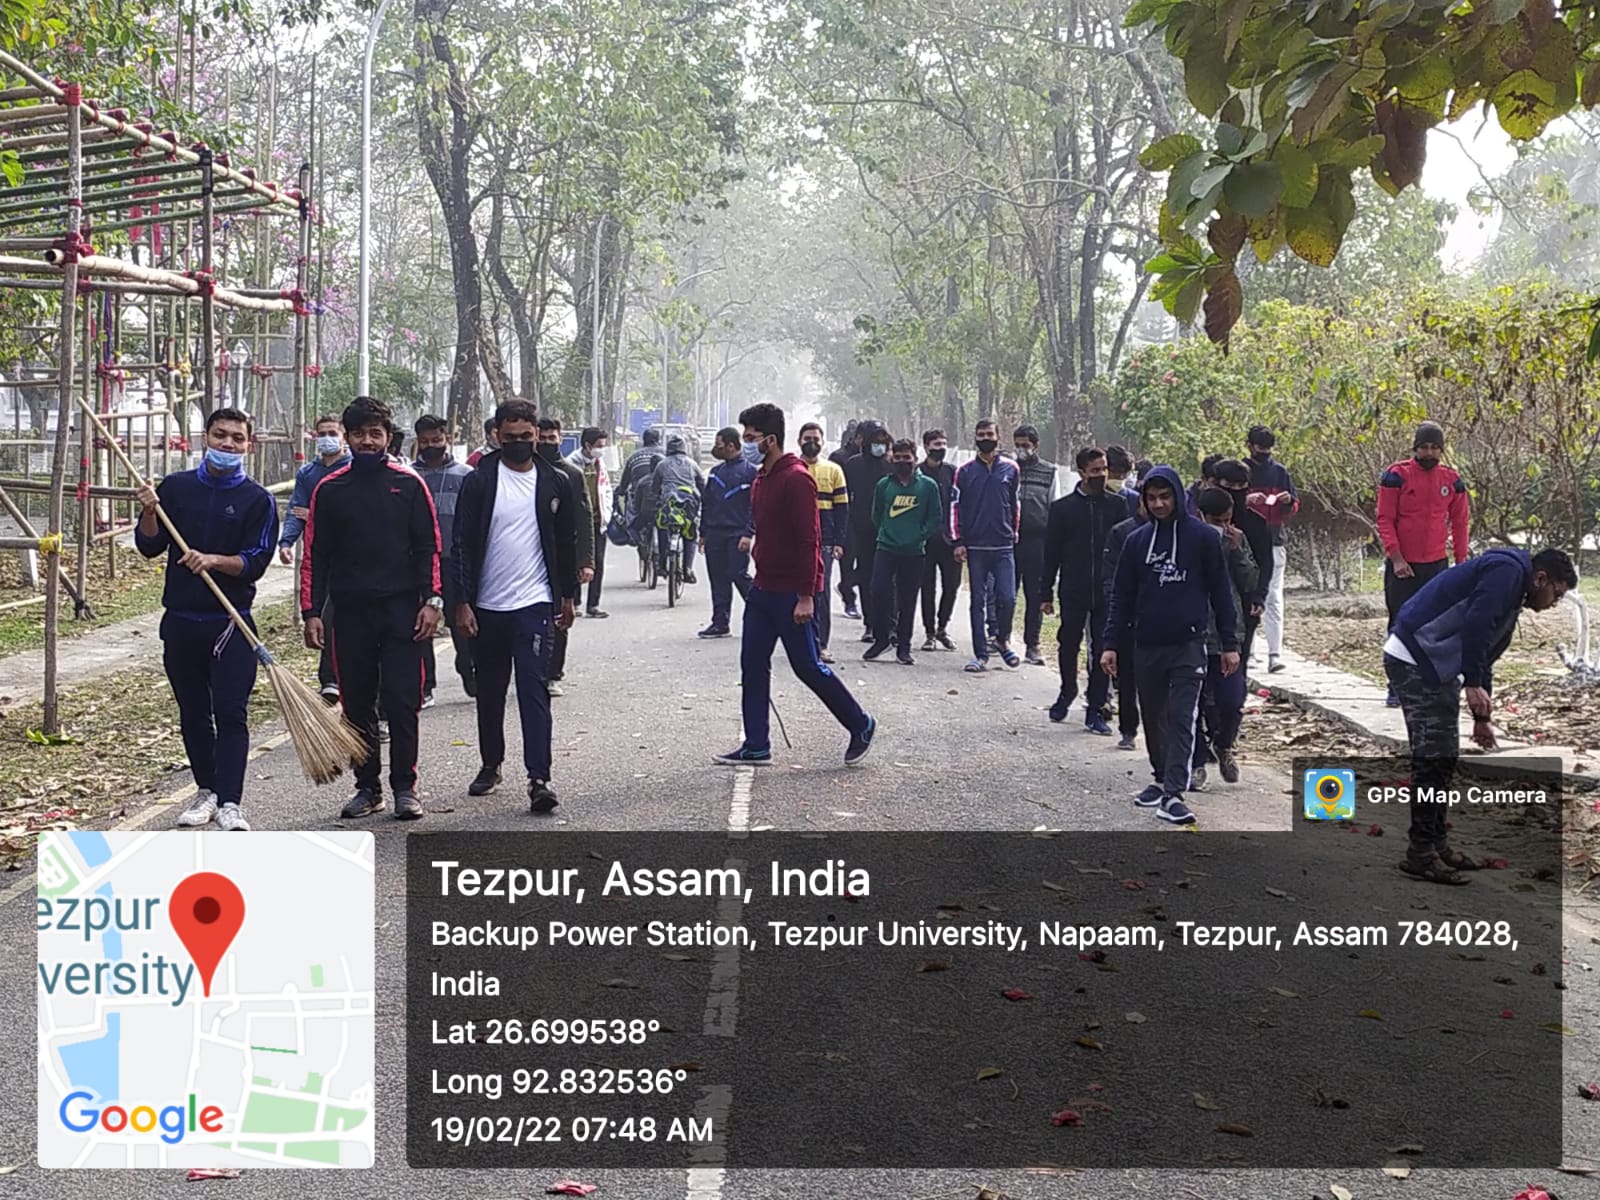 NIKE
GPS Map Camera
ezpur
versity
Google
Tezpur, Assam, India
Backup Power Station, Tezpur University, Napaam, Tezpur, Assam 784028,
India
Lat 26.699538°
Long 92.832536°
19/02/22 07:48 AM